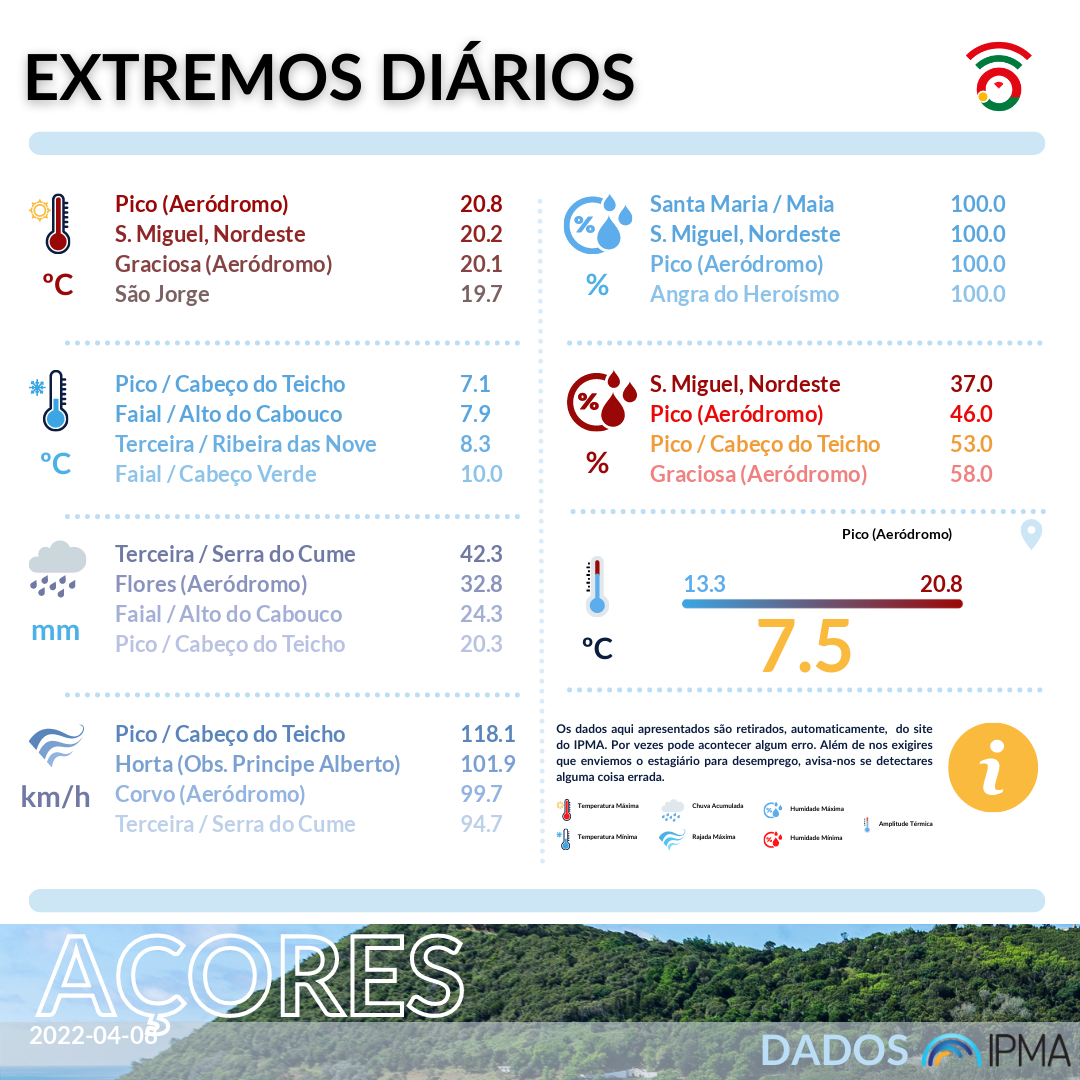 EXTREMOS DIÁRIOS
Pico (Aeródromo) 20.8
S. Miguel, Nordeste 20.2
Graciosa (Aeródromo) 20.1
São Jorge 19.7
ºC
Pico / Cabeço do Teicho 7.1
Faial / Alto do Cabouco 7.9
Terceira / Ribeira das Nove 8.3
Faial / Cabeço Verde 10.0
ºC
Terceira / Serra do Cume 42.3
Flores (Aeródromo) 32.8
Faial / Alto do Cabouco 24.3
Pico / Cabeço do Teicho 20.3
mm
Pico / Cabeço do Teicho 118.1
Horta (Obs. Principe Alberto) 101.9
Corvo (Aeródromo) 99.7
Terceira / Serra do Cume 94.7
km/h
%
Santa Maria / Maia 100.0
S. Miguel, Nordeste 100.0
Pico (Aeródromo) 100.0
Angra do Heroísmo 100.0
%
%
S. Miguel, Nordeste 37.0
Pico (Aeródromo) 46.0
Pico / Cabeço do Teicho 53.0
Graciosa (Aeródromo) 58.0
%
Pico (Aeródromo)
13.3 20.8
7.5
ºC
Os dados aqui apresentados são retirados, automaticamente, do site
do IPMA. Por vezes pode acontecer algum erro. Além de nos exigires
que enviemos o estagiário para desemprego, avisa-nos se detectares
alguma coisa errada.
i
Temperatura Máxima Chuva Acumulada Humidade Máxima
Amplitude Térmica
Temperatura Mínima Rajada Máxima Humidade Mínima
AÇORES
2022-04-06
DADOS IPMA